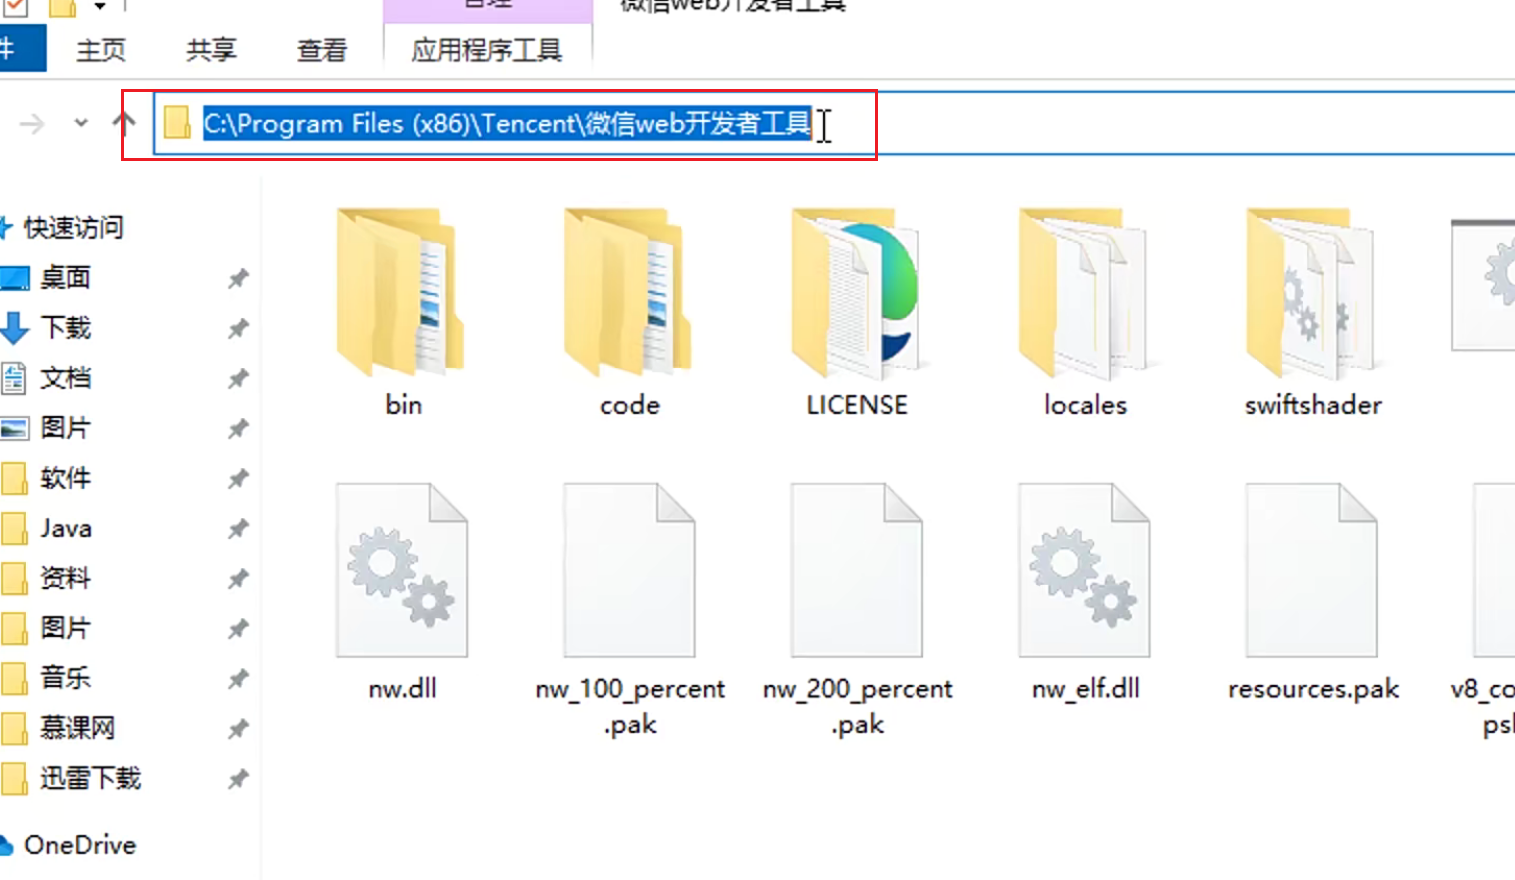 管理
微信web开发者工具
件 主页 共享 查看 应用程序工具
C:\Program Files (x86)\Tencent\微信web开发者工具
快速访问
桌面
下载
文档
图片
软件
Java
资料
图片
音乐
慕课网
迅雷下载
OneDrive
bin code LICENSE locales swiftshader
nw.dll nw_100_percent nw_200_percent nw_elf.dll resources.pak v8_co
.pak .pak psh